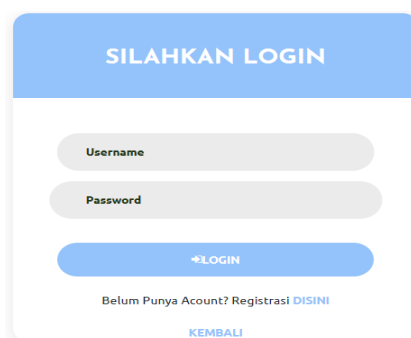 SILAHKAN LOGIN
Username
Password
LOGIN
Belum Punya Acount? Registrasi DISINI
KEMBALI